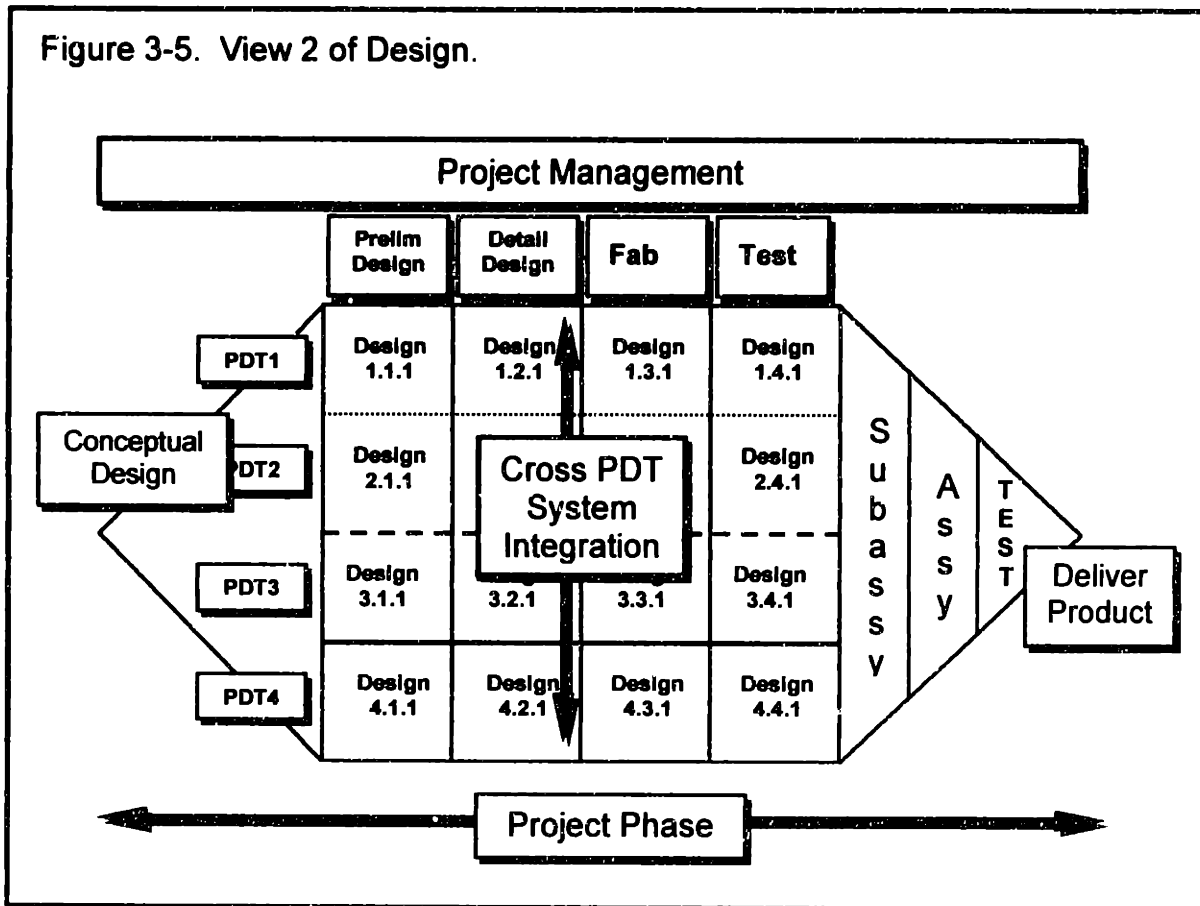 Figure 3-5. View 2 of Design.
Project Management
Prelim
Design
Detail
Design
Fab
Test
PDT1
Design
1.1.1
Design
1.2.1
Design
1.3.1
Design
1.4.1
Conceptual
Design
PDT2
Design
2.1.1
Cross PDT
System
Integration
Design
2.4.1
PDT3
Design
3.1.1
3.2.1
3.3.1
Design
3.4.1
PDT4
Design
4.1.1
Design
4.2.1
Design
4.3.1
Design
4.4.1
Subassy
Assy
TEST
Deliver
Product
Project Phase